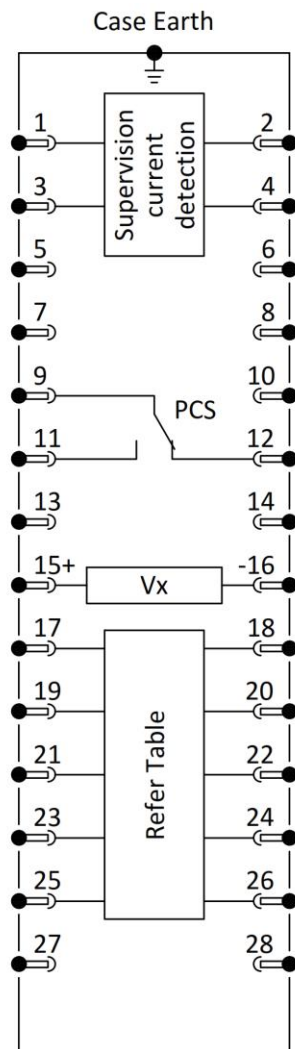 Case Earth
1 2
Supervision
current
detection
3 4
5 6
7 8
9 10
PCS
11 12
13 14
15+ Vx -16
17 18
19 20
Refer Table
21 22
23 24
25 26
27 28